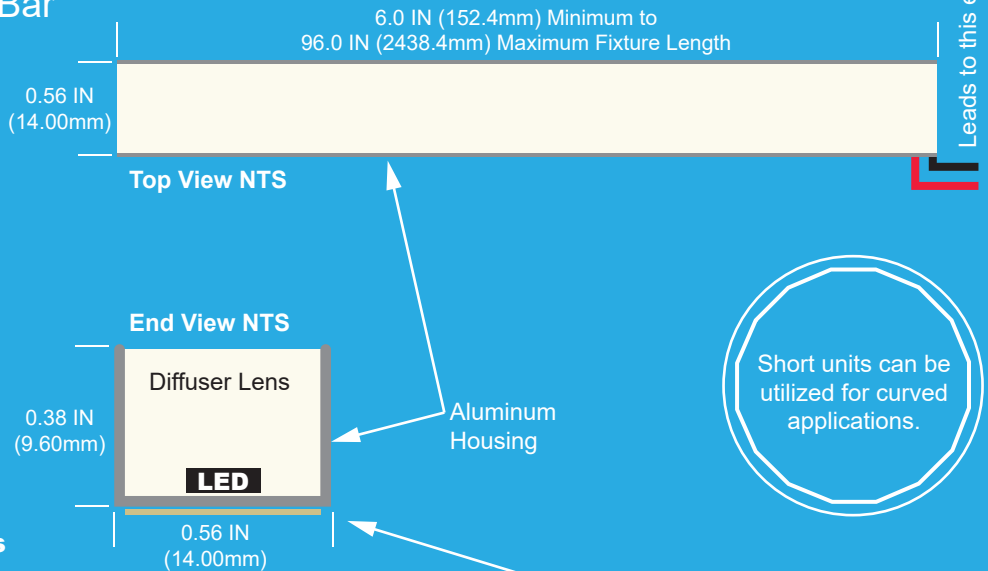 Bar
6.0 IN (152.4mm) Minimum to
96.0 IN (2438.4mm) Maximum Fixture Length
Leads to this
0.56 IN
(14.00mm)
Top View NTS
End View NTS
Diffuser Lens
0.38 IN
(9.60mm)
LED
Aluminum
Housing
Short units can be
utilized for curved
applications.
0.56 IN
(14.00mm)